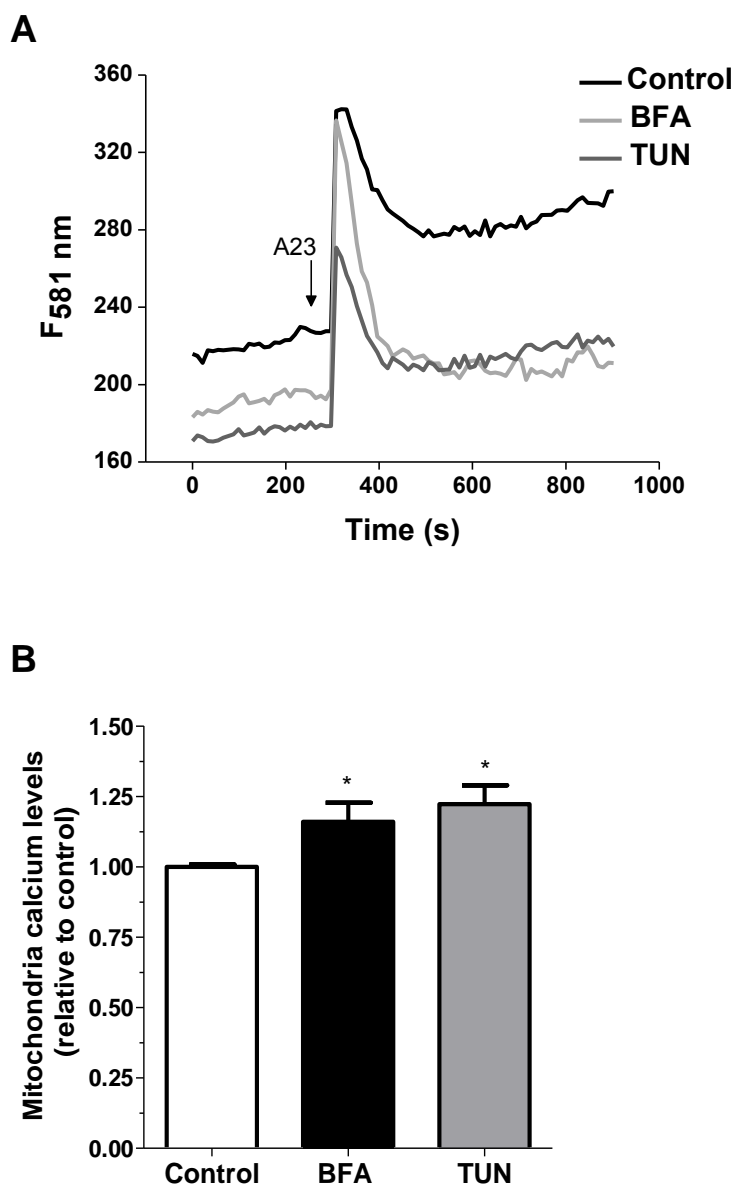 A
360
320
280
240
200
160
F581 nm
A23
Control
BFA
TUN
0 200 400 600 800 1000
Time (s)
B
1.50
1.25
1.00
0.75
0.50
0.25
0.00
Mitochondria calcium levels
(relative to control)
*
*
Control BFA TUN